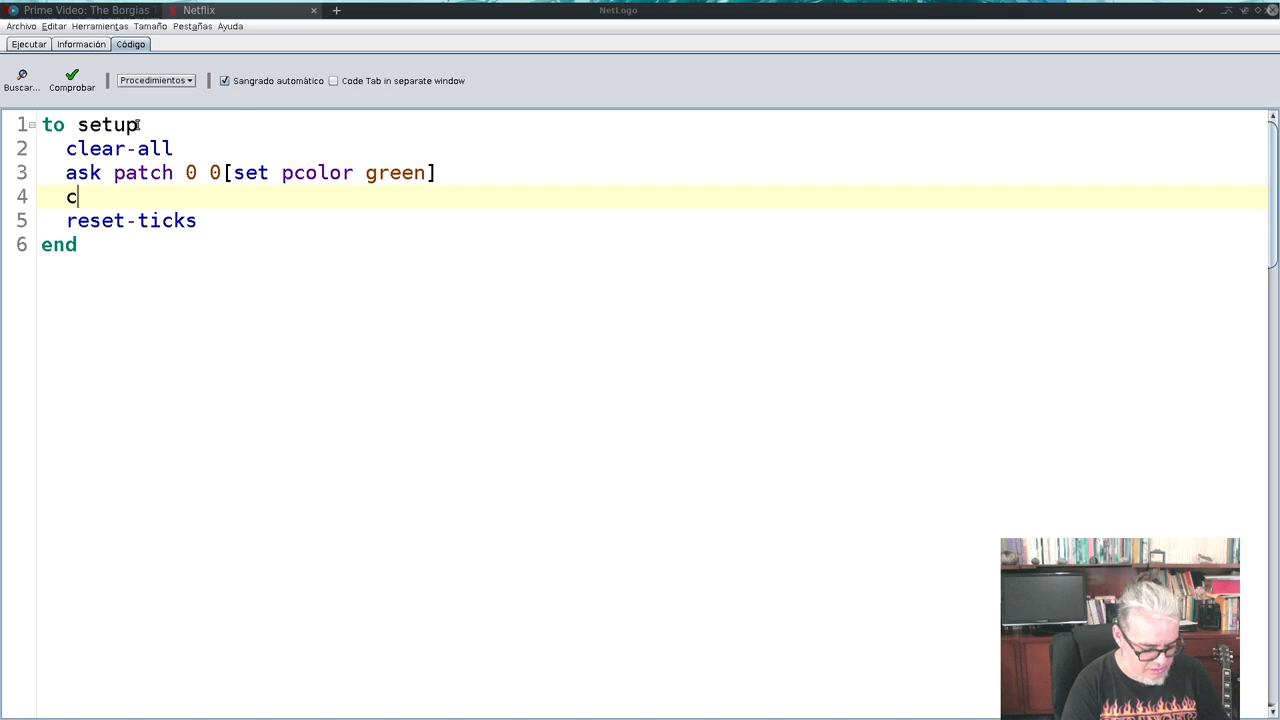 Prime Video: The Borgias Netflix × + NetLogo
Archivo Editar Herramientas Tamaño Pestañas Ayuda
Ejecutar Información Código
Buscar... Comprobar Procedimientos Sangrado automático Code Tab in separate window
1 to setup
2 clear-all
3 ask patch 0 0[set pcolor green]
4 c
5 reset-ticks
6 end